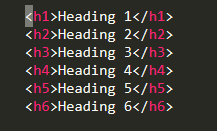 <h1>Heading 1</h1>
<h2>Heading 2</h2>
<h3>Heading 3</h3>
<h4>Heading 4</h4>
<h5>Heading 5</h5>
<h6>Heading 6</h6>